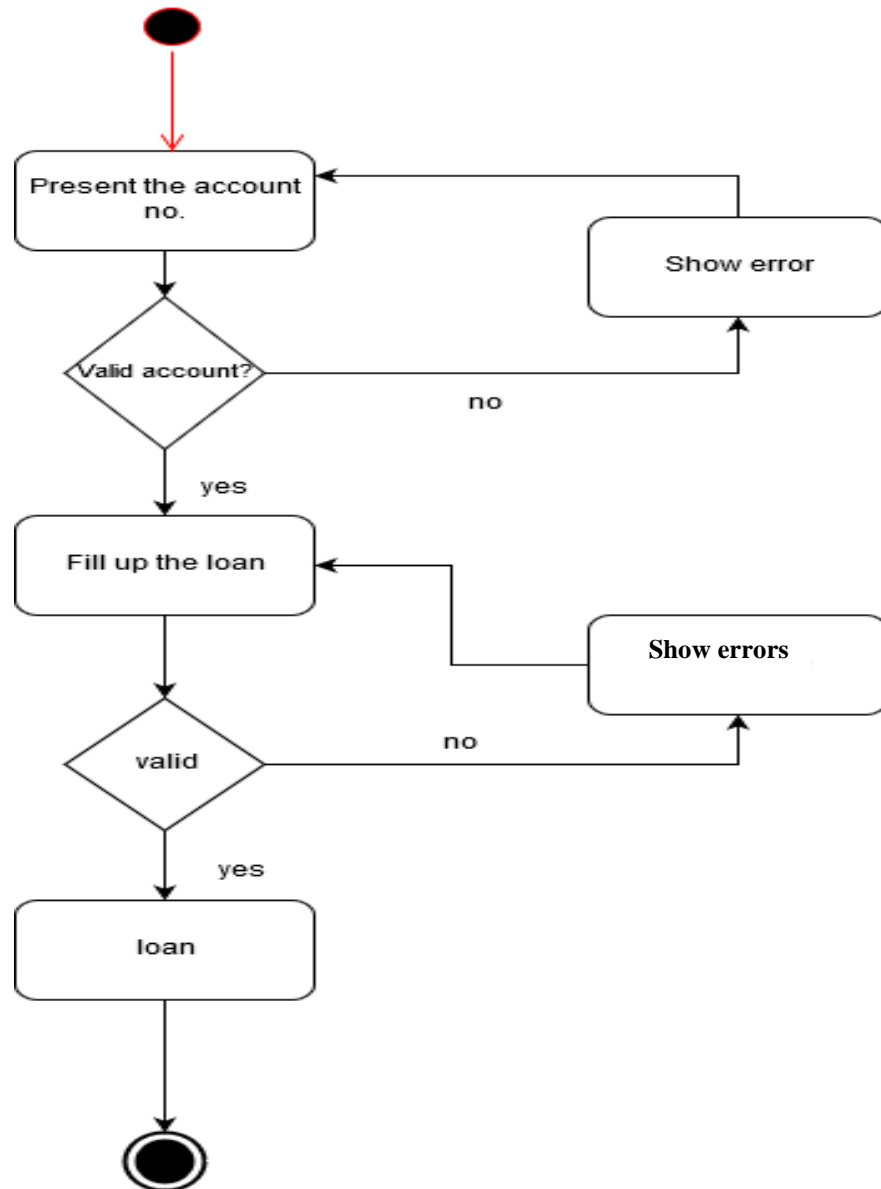 Present the account
no.
Show error
Valid account?
no
yes
Fill up the loan
Show errors
valid
no
yes
loan